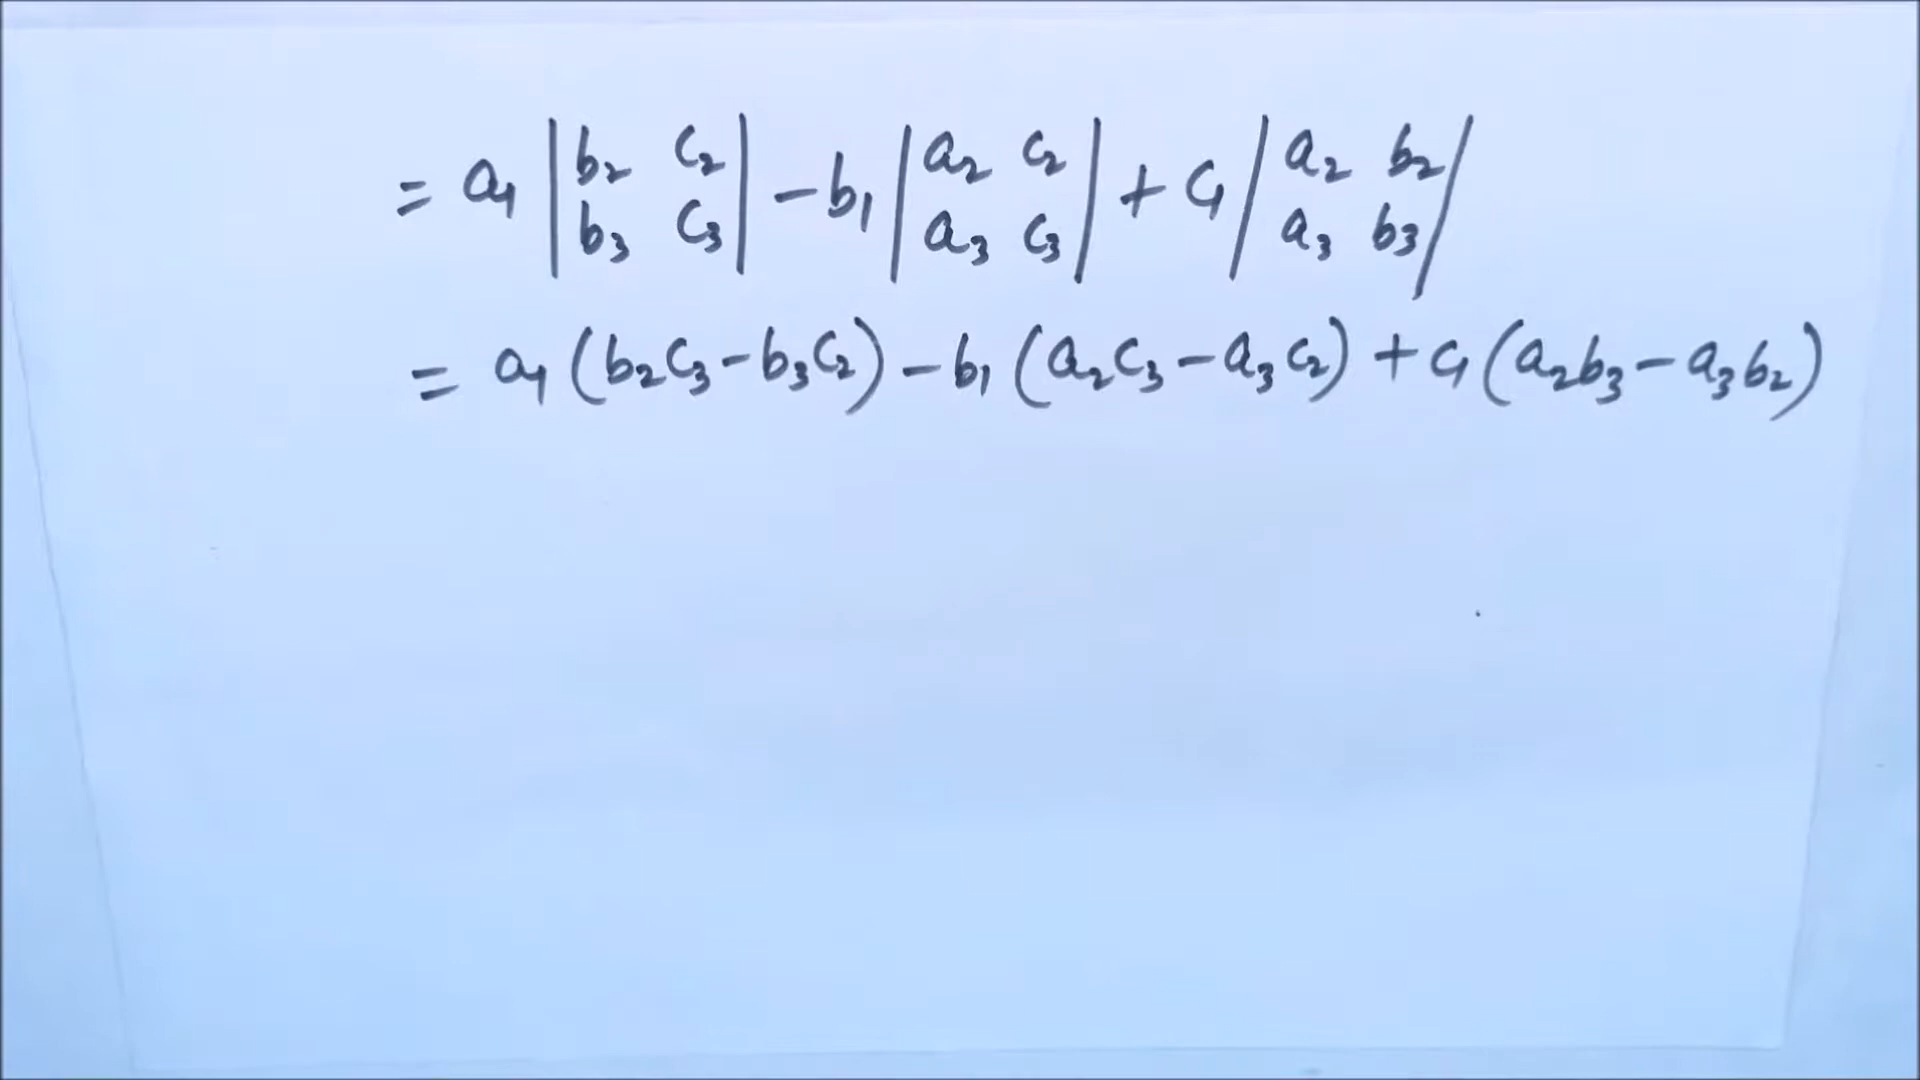 = a₁ |b₂ c₂; b₃ c₃| - b₁ |a₂ c₂; a₃ c₃| + c₁ |a₂ b₂; a₃ b₃|
= a₁ (b₂c₃ - b₃c₂) - b₁ (a₂c₃ - a₃c₂) + c₁ (a₂b₃ - a₃b₂)